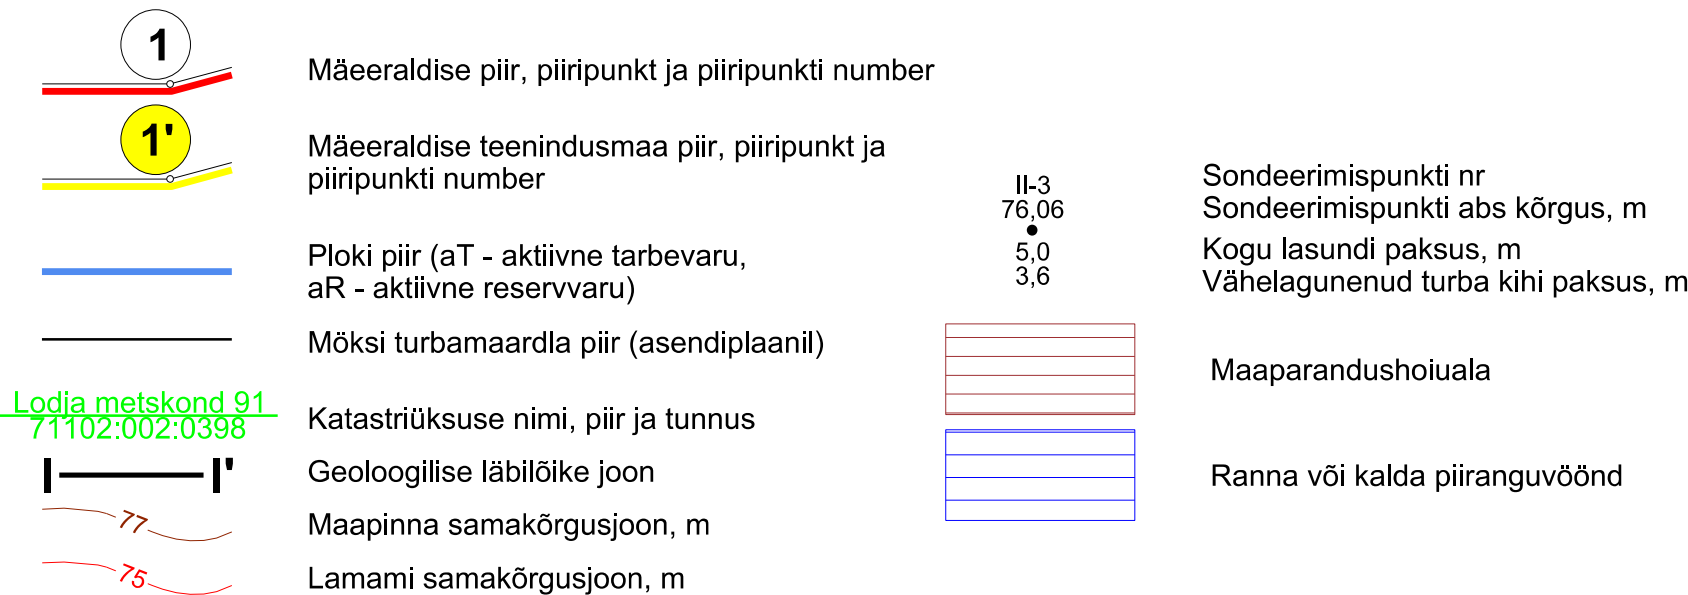 1
Mäeeraldise piir, piiripunkt ja piiripunkti number
1'
Mäeeraldise teenindusmaa piir, piiripunkt ja
piiripunkti number
Ploki piir (aT - aktiivne tarbevaru,
aR - aktiivne reservvaru)
Möksi turbamaardla piir (asendiplaanil)
Lodja metskond 91
71102:002:0398
Katastriüksuse nimi, piir ja tunnus
I I'
Geoloogilise läbilõike joon
77
Maapinna samakõrgusjoon, m
75
Lamami samakõrgusjoon, m
II-3
76,06
5,0
3,6
Sondeerimispunkti nr
Sondeerimispunkti abs kõrgus, m
Kogu lasundi paksus, m
Vähelagunenud turba kihi paksus, m
Maaparandushoiuala
Ranna või kalda piiranguvöönd